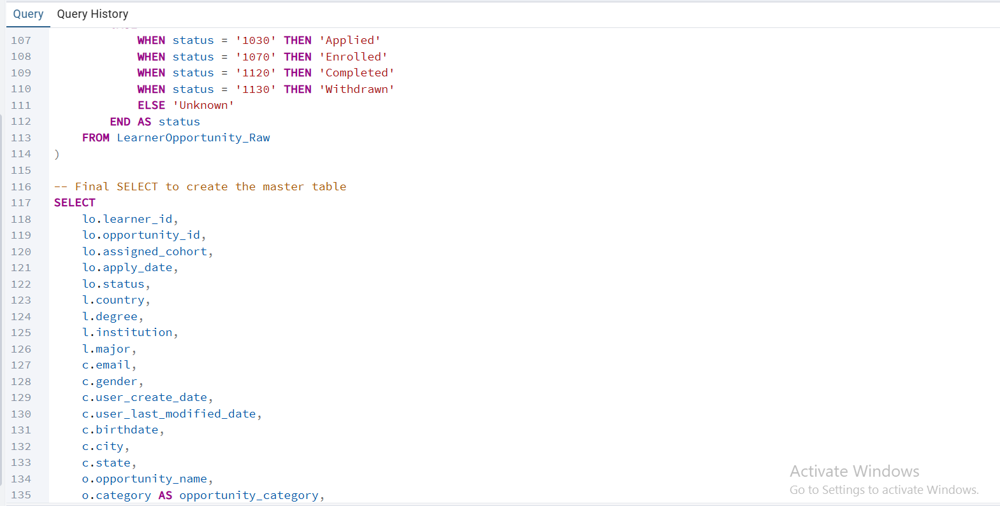 Query Query History
107 WHEN status = '1030' THEN 'Applied'
108 WHEN status = '1070' THEN 'Enrolled'
109 WHEN status = '1120' THEN 'Completed'
110 WHEN status = '1130' THEN 'Withdrawn'
111 ELSE 'Unknown'
112 END AS status
113 FROM LearnerOpportunity_Raw
114 )
115
116 -- Final SELECT to create the master table
117 SELECT
118 lo.learner_id,
119 lo.opportunity_id,
120 lo.assigned_cohort,
121 lo.apply_date,
122 lo.status,
123 l.country,
124 l.degree,
125 l.institution,
126 l.major,
127 c.email,
128 c.gender,
129 c.user_create_date,
130 c.user_last_modified_date,
131 c.birthdate,
132 c.city,
133 c.state,
134 o.opportunity_name,
135 o.category AS opportunity_category,
Activate Windows
Go to Settings to activate Windows.